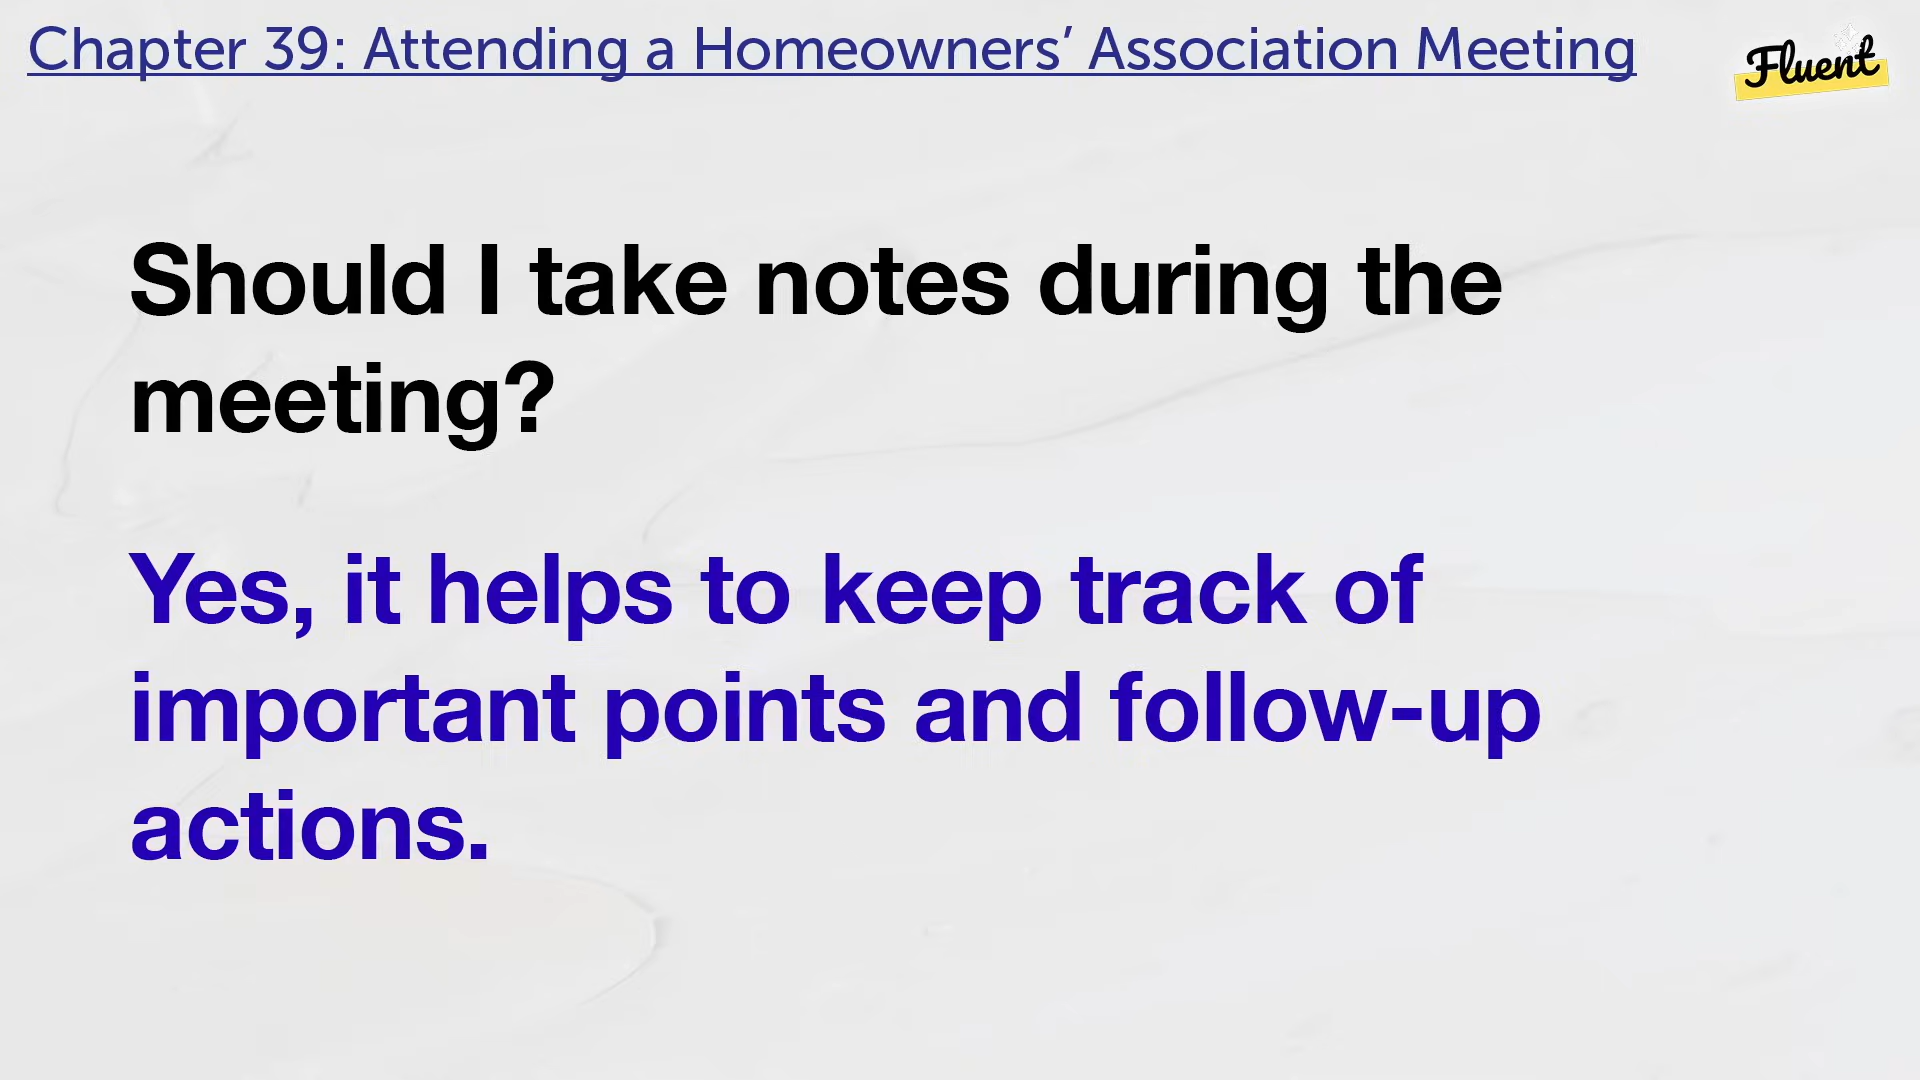 Chapter 39: Attending a Homeowners’ Association Meeting
Fluent
Should I take notes during the
meeting?
Yes, it helps to keep track of
important points and follow-up
actions.